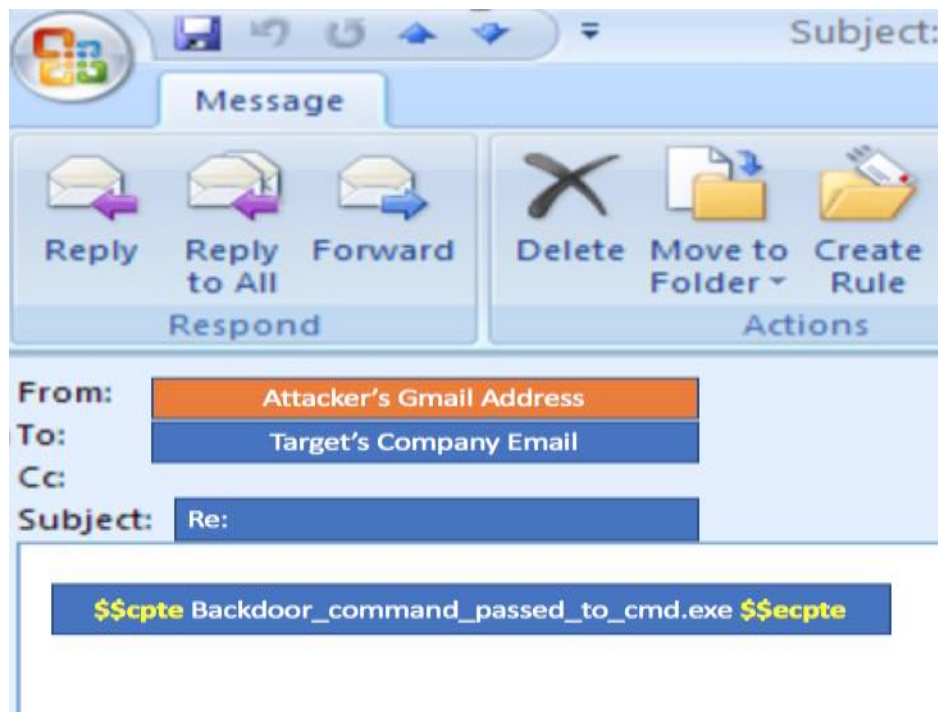 Subject:
Message
Reply
Reply to All
Forward
Delete
Move to Folder
Create Rule
Respond
Actions
From: Attacker's Gmail Address
To: Target's Company Email
Cc:
Subject: Re:
$$cpte Backdoor_command_passed_to_cmd.exe $$ecpte